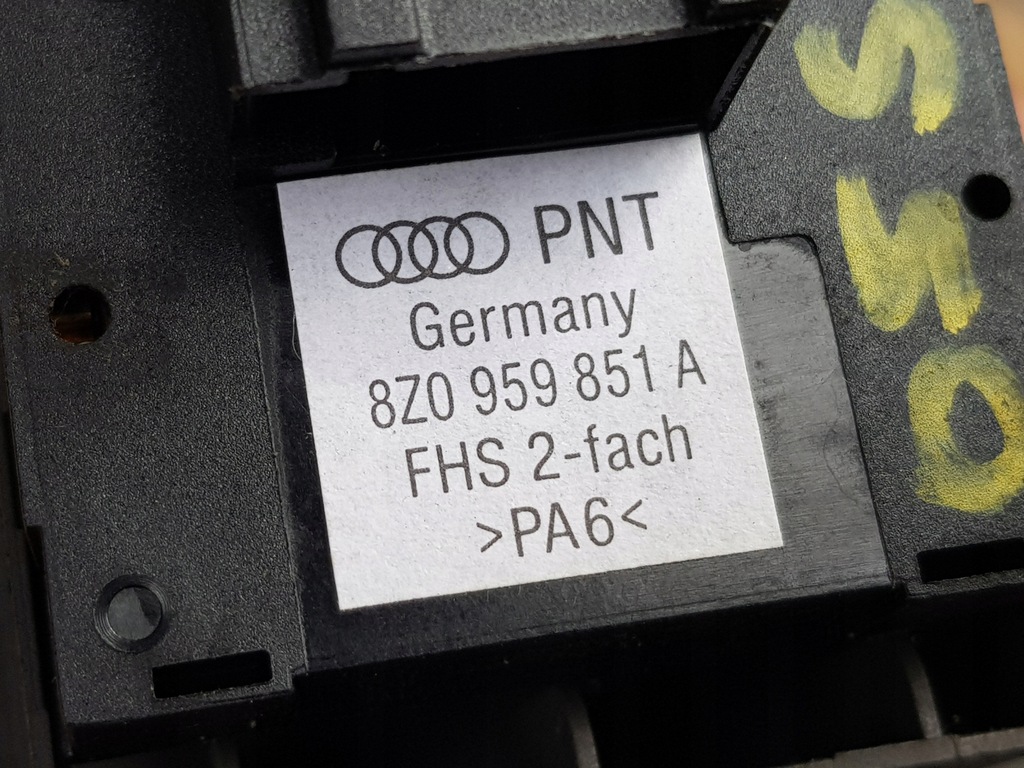 PNT
Germany
8Z0 959 851 A
FHS 2-fach
>PA6<